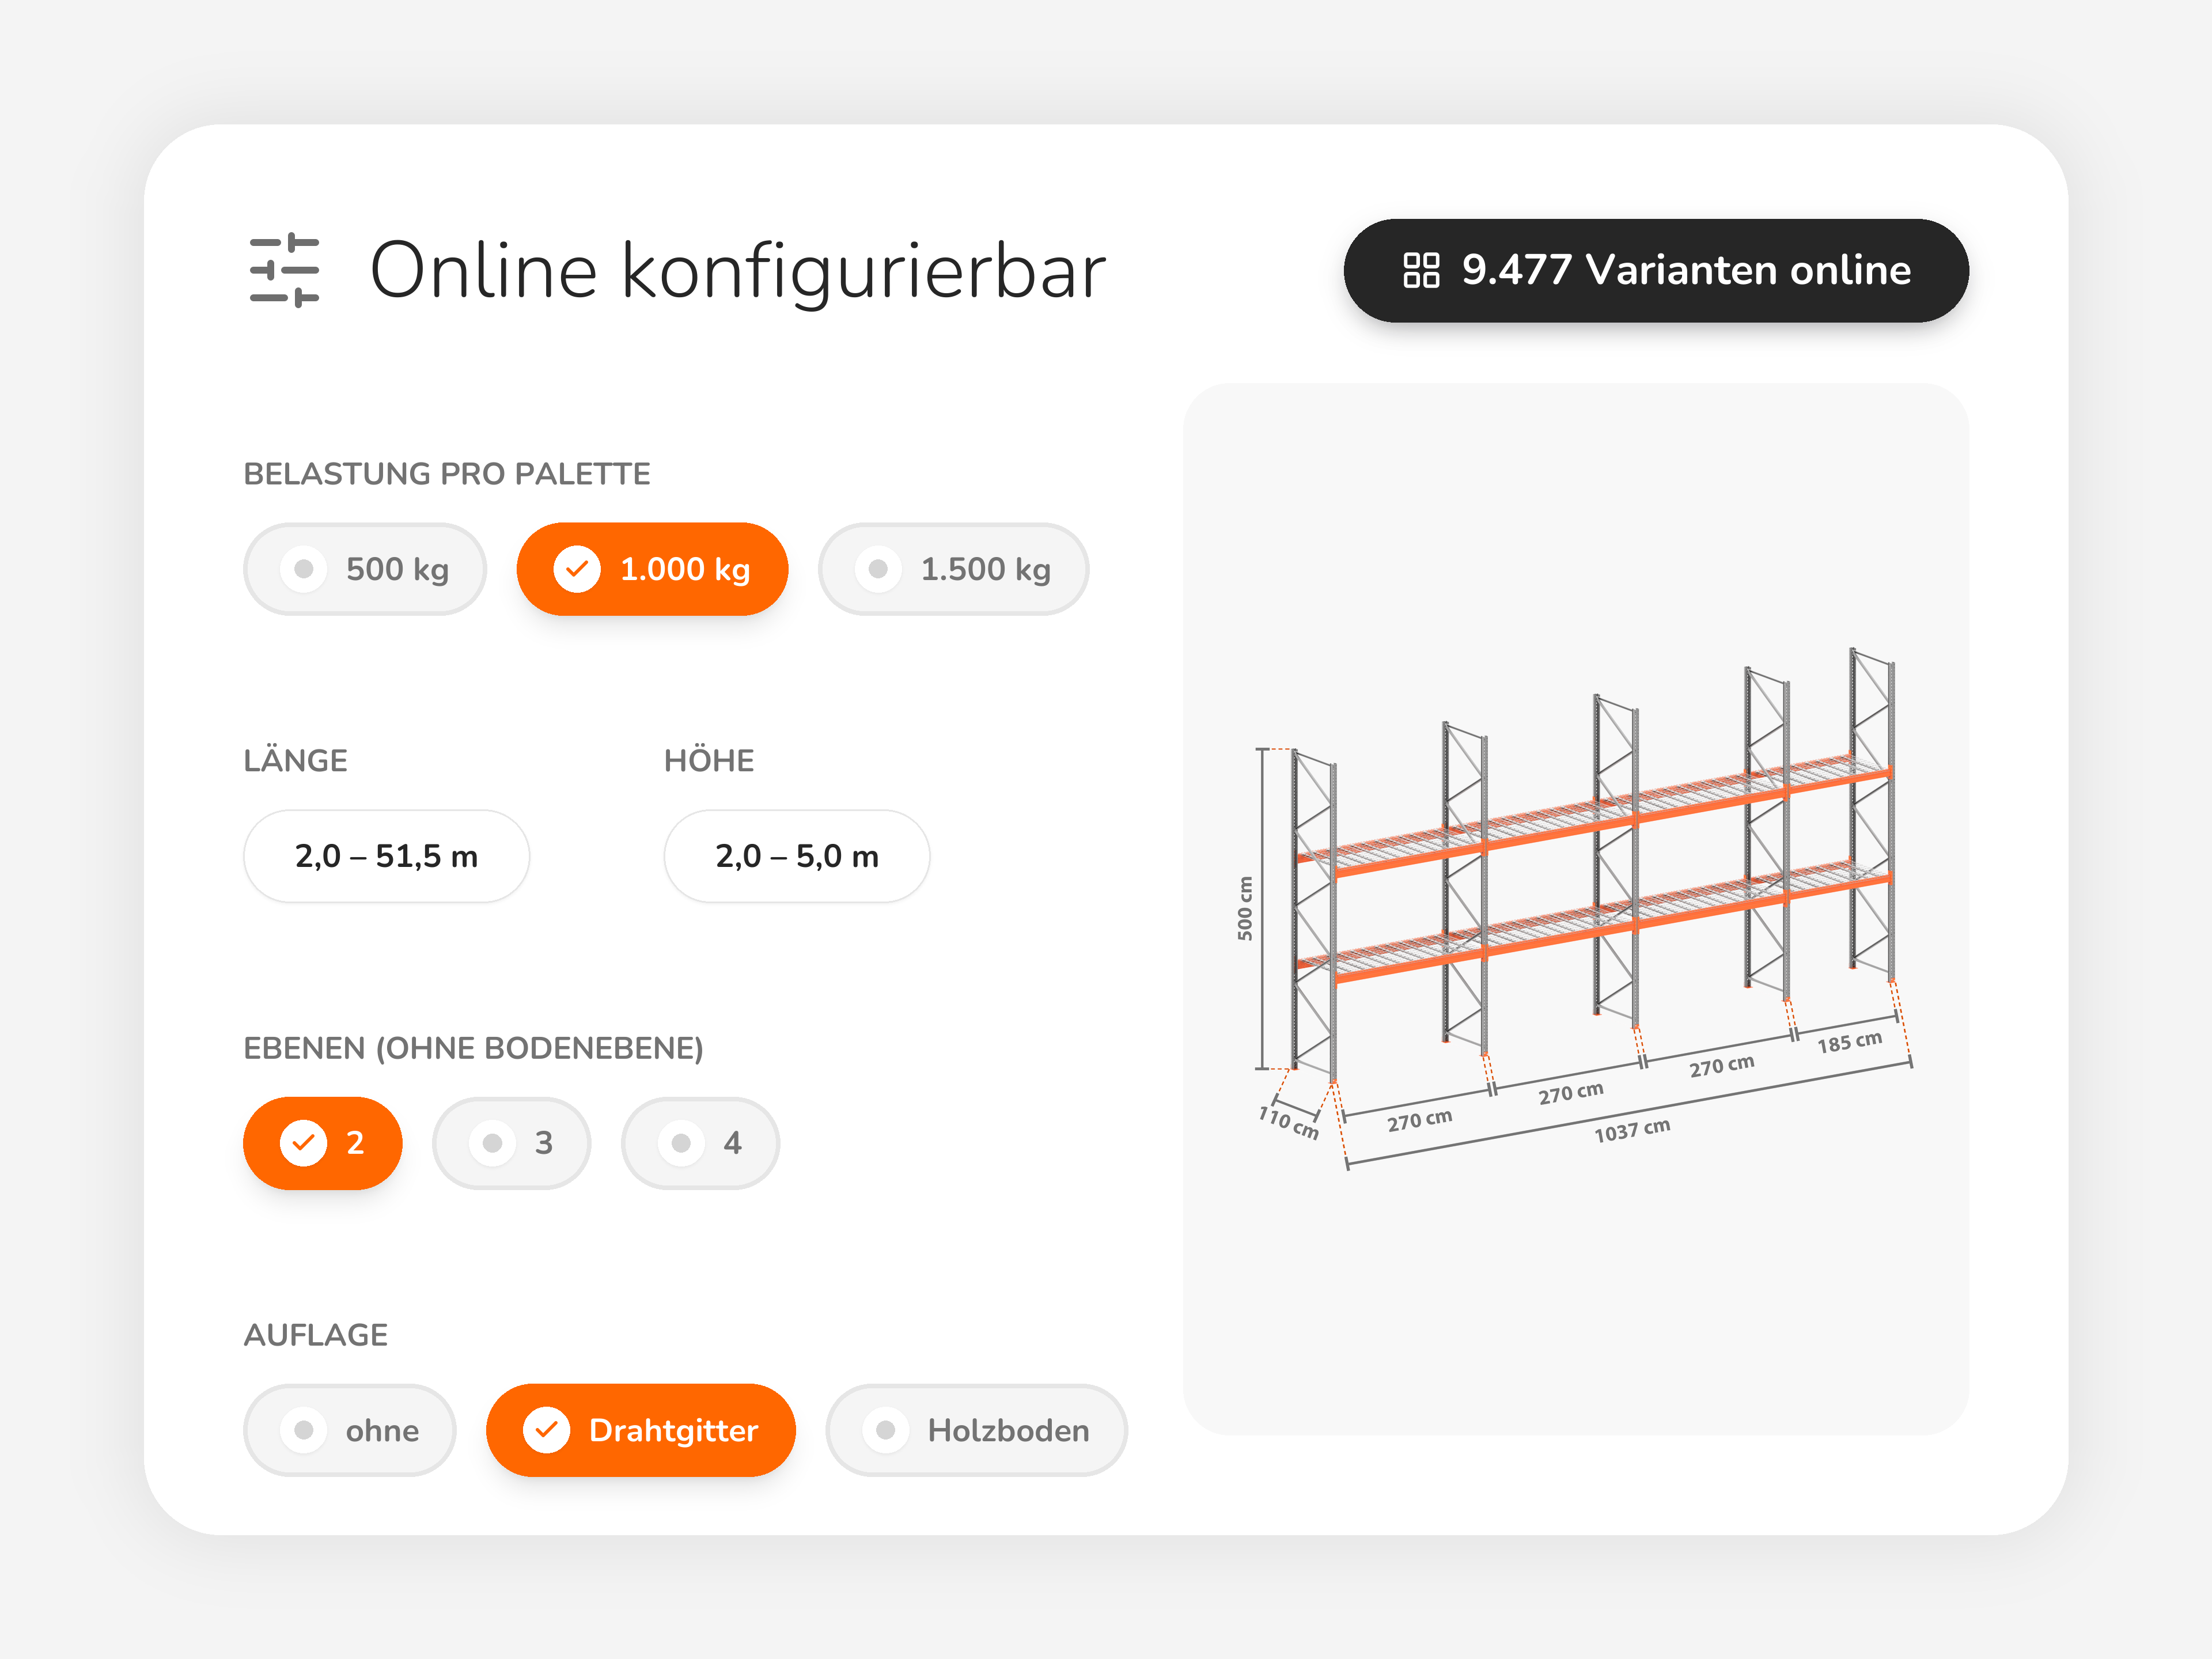 Online konfigurierbar
9.477 Varianten online
BELASTUNG PRO PALETTE
500 kg
1.000 kg
1.500 kg
LÄNGE
HÖHE
2,0 – 51,5 m
2,0 – 5,0 m
EBENEN (OHNE BODENEBENE)
2
3
4
AUFLAGE
ohne
Drahtgitter
Holzboden
500 cm
110 cm
270 cm
270 cm
270 cm
185 cm
1037 cm